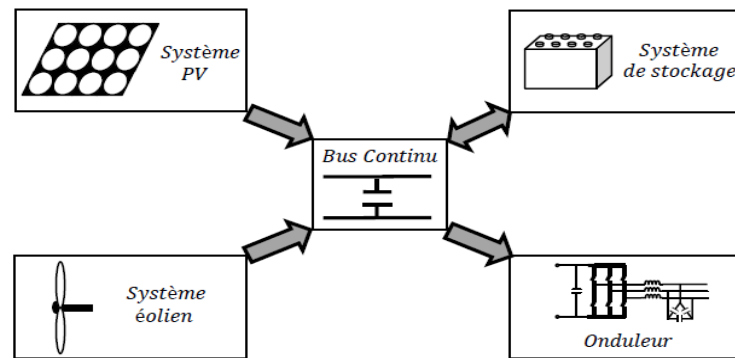 Système
PV
Système
de stockage
Bus Continu
Système
éolien
Onduleur